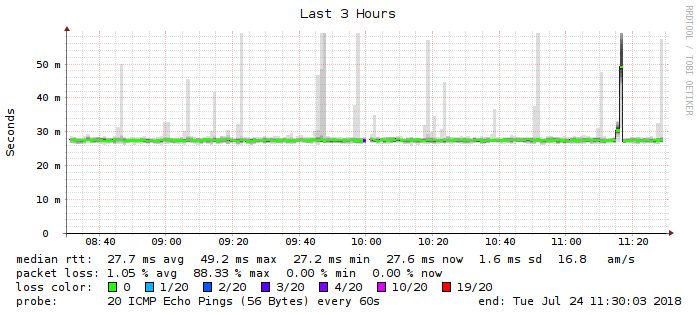 Last 3 Hours
RRDTOOL / TOBI OETIKER
Seconds
50 m
40 m
30 m
20 m
10 m
0
08:40 09:00 09:20 09:40 10:00 10:20 10:40 11:00 11:20
median rtt: 27.7 ms avg 49.2 ms max 27.2 ms min 27.6 ms now 1.6 ms sd 16.8 am/s
packet loss: 1.05 % avg 88.33 % max 0.00 % min 0.00 % now
loss color: 0 1/20 2/20 3/20 4/20 10/20 19/20
probe: 20 ICMP Echo Pings (56 Bytes) every 60s end: Tue Jul 24 11:30:03 2018